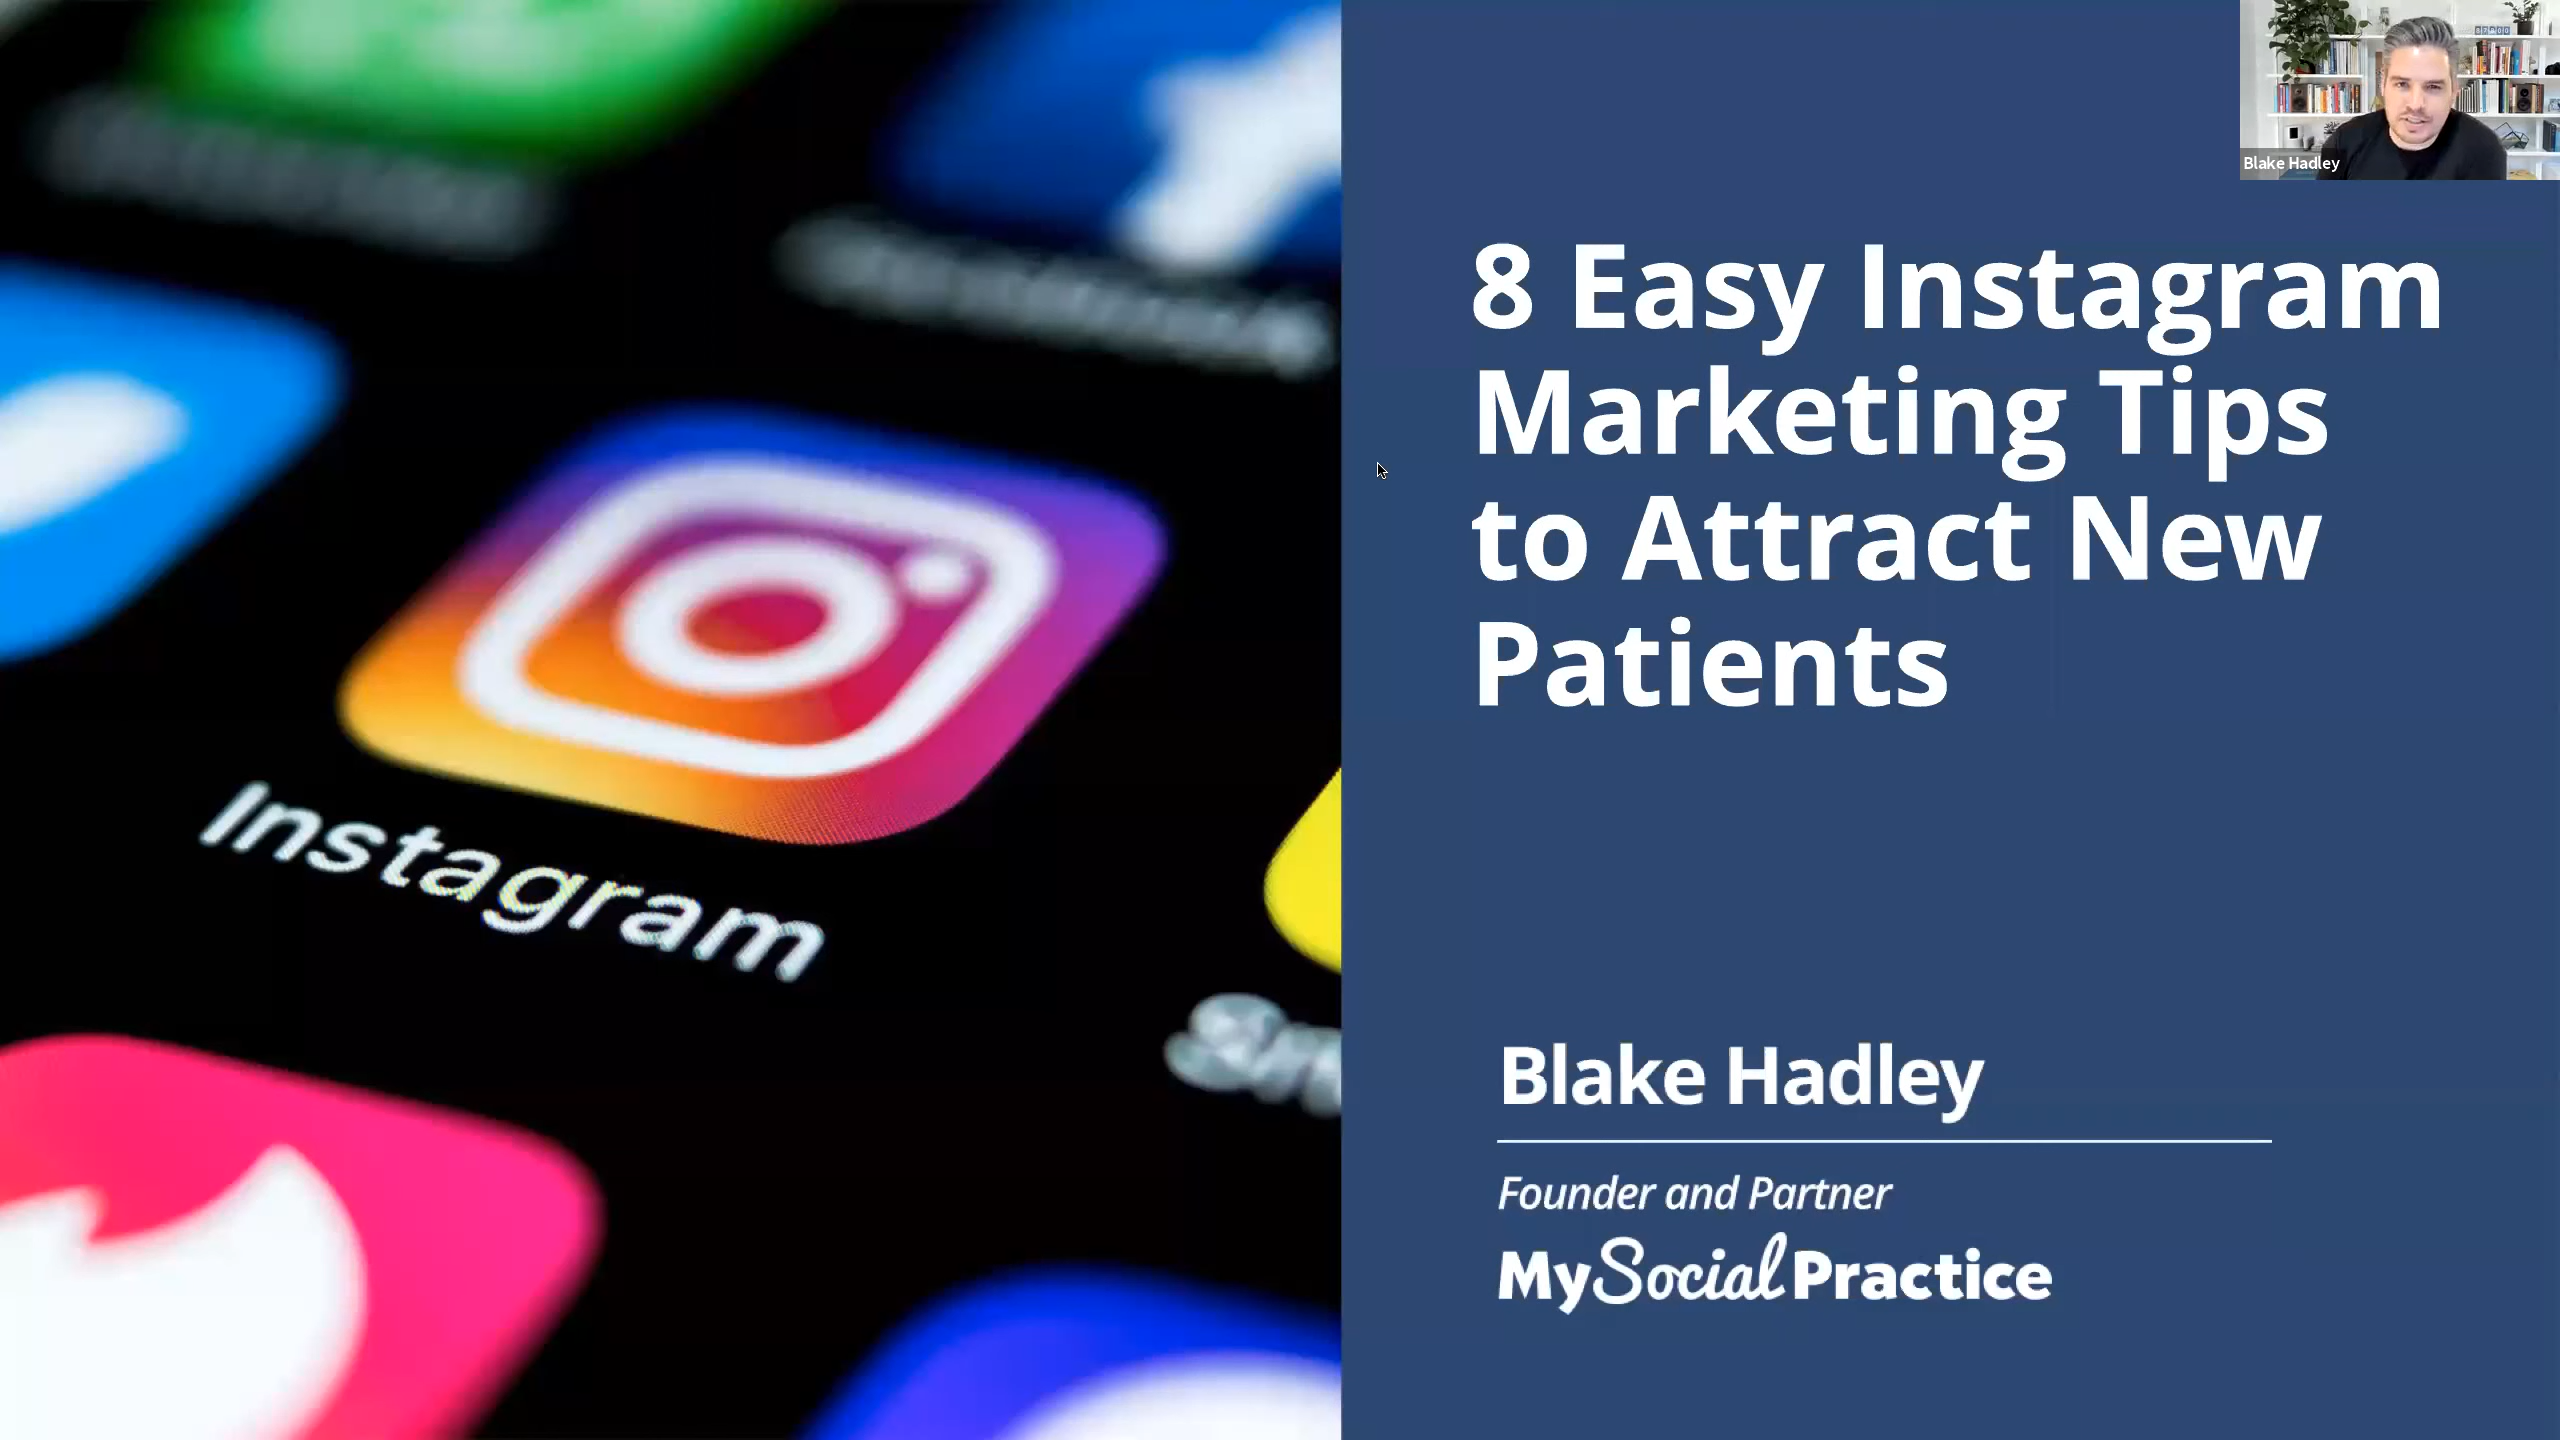 Blake Hadley
8 Easy Instagram
Marketing Tips
to Attract New
Patients
Instagram
Blake Hadley
Founder and Partner
MySocialPractice